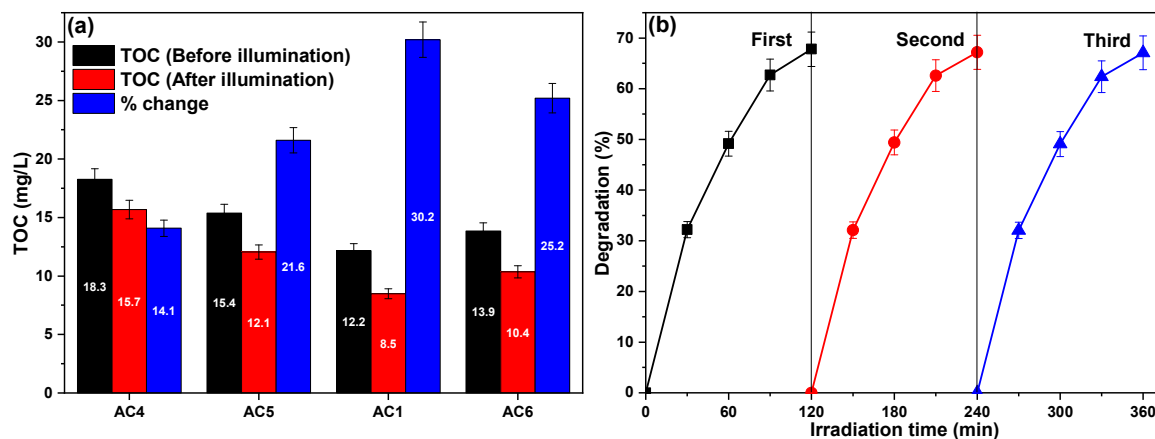 (a)
TOC (Before illumination)
TOC (After illumination)
% change
TOC (mg/L)
30
25
20
15
10
5
0
18.3
15.7
14.1
15.4
12.1
21.6
12.2
8.5
30.2
13.9
10.4
25.2
AC4
AC5
AC1
AC6
(b)
First
Second
Third
Degradation (%)
70
60
50
40
30
20
10
0
0
60
120
180
240
300
360
Irradiation time (min)